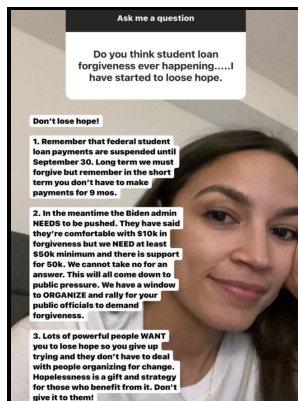 Ask me a question
Do you think student loan
forgiveness ever happening.....I
have started to loose hope.
Don't lose hope!
1. Remember that federal student
loan payments are suspended until
September 30. Long term we must
forgive but remember in the short
term you don't have to make
payments for 9 mos.
2. In the meantime the Biden admin
NEEDS to be pushed. They have said
they're comfortable with $10k in
forgiveness but we NEED at least
$50k minimum and there is support
for 50k. We cannot take no for an
answer. This will all come down to
public pressure. We have a window
to ORGANIZE and rally for your
public officials to demand
forgiveness.
3. Lots of powerful people WANT
you to lose hope so you give up
trying and they don't have to deal
with people organizing for change.
Hopelessness is a gift and strategy
for those who benefit from it. Don't
give it to them!